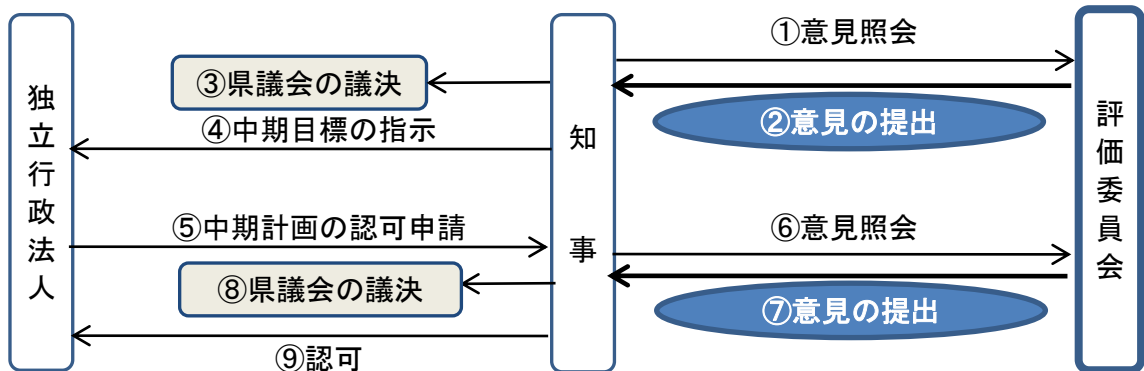 独立行政法人
知事
評価委員会
①意見照会
②意見の提出
③県議会の議決
④中期目標の指示
⑤中期計画の認可申請
⑥意見照会
⑦意見の提出
⑧県議会の議決
⑨認可